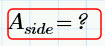 A_side = ?